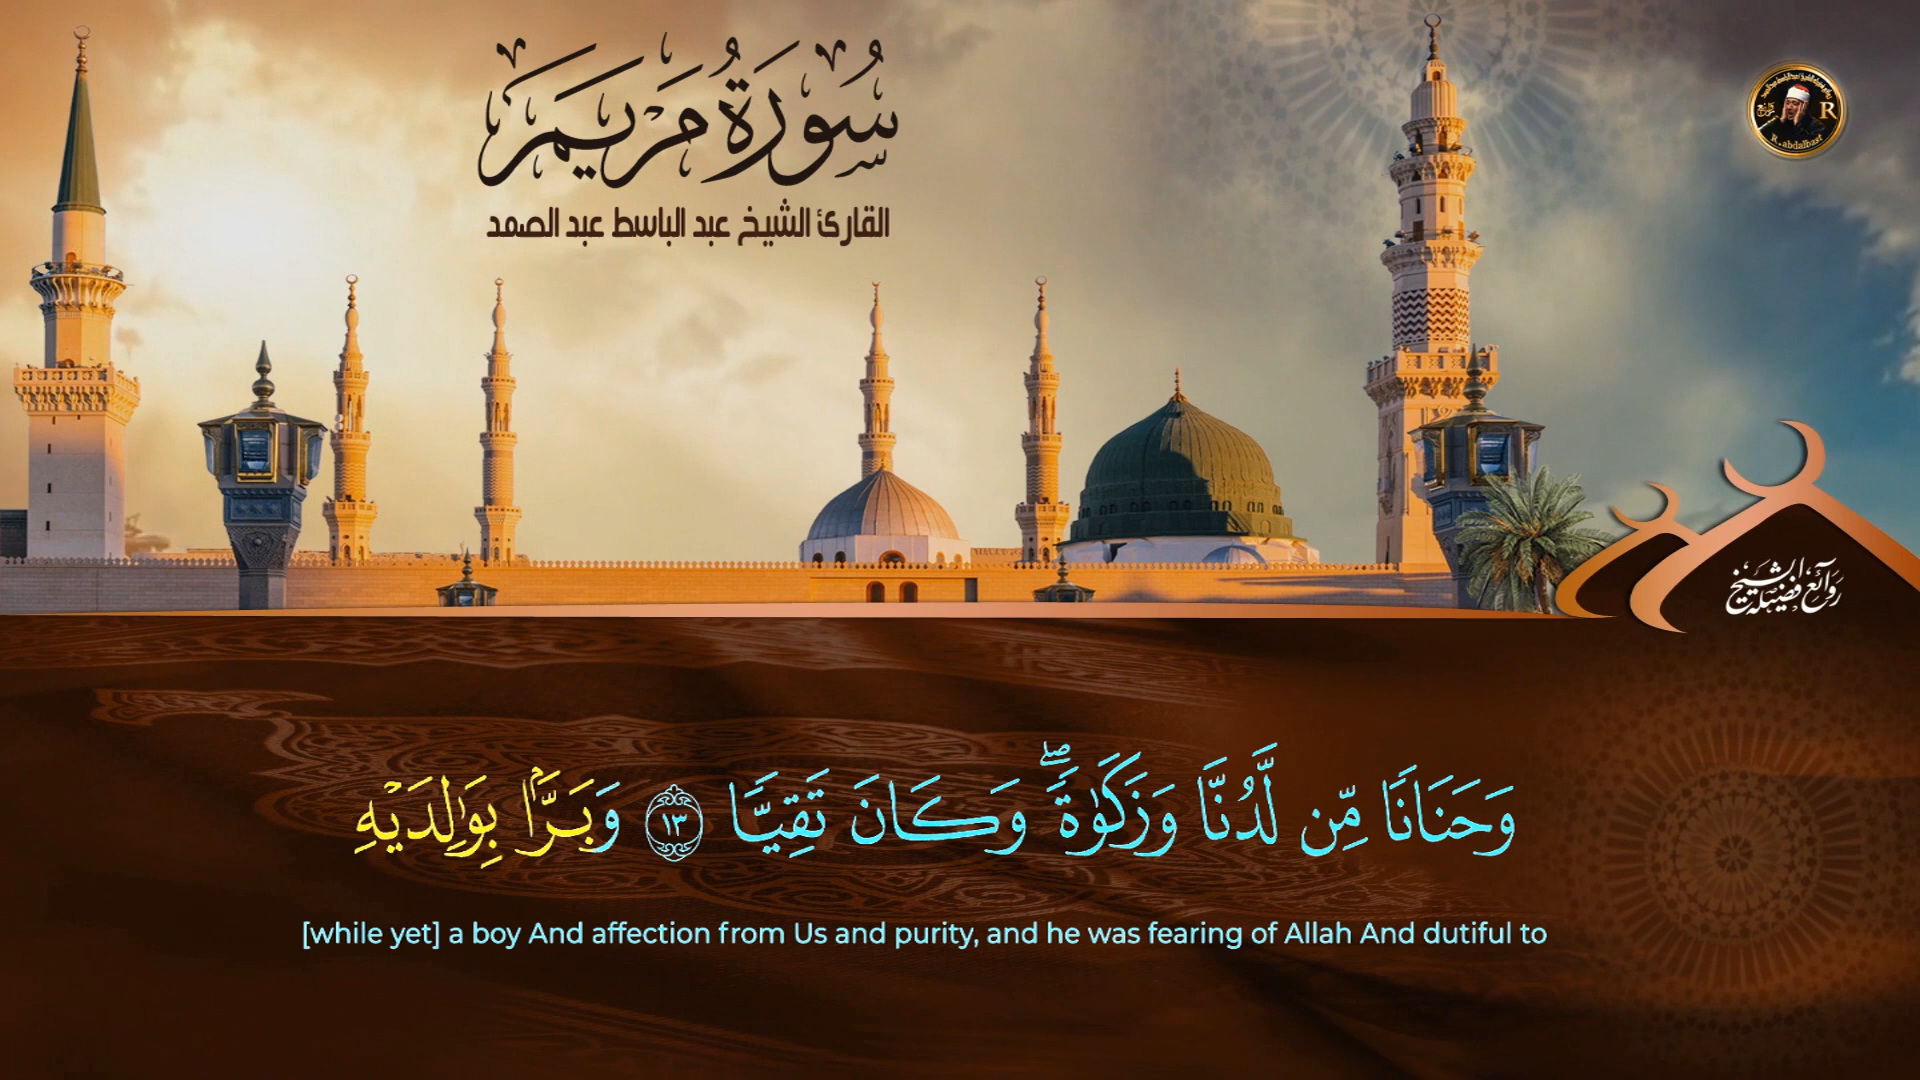 سُورَةُ مَرْيَمَ
القارئ الشيخ عبد الباسط عبد الصمد
R
R.abdalbast
روائع فضيلة الشيخ
وَحَنَانًا مِّن لَّدُنَّا وَزَكَوٰةً ۖ وَكَانَ تَقِيًّا ١٣ وَبَرًّۢا بِوَٰلِدَيْهِ
[while yet] a boy And affection from Us and purity, and he was fearing of Allah And dutiful to